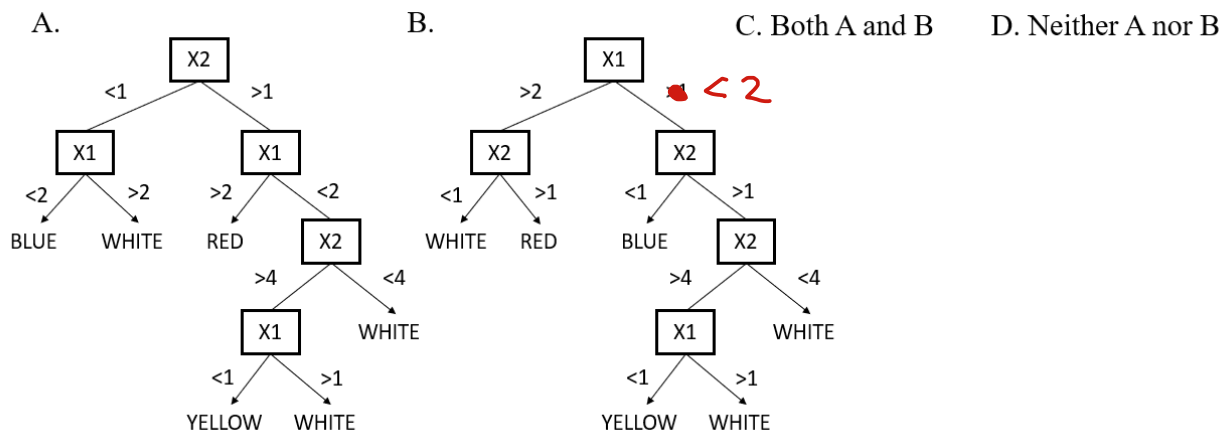 A. B. C. Both A and B D. Neither A nor B
X2 X1
<1 >1 >2 < 2
X1 X1 X2 X2
<2 >2 >2 <2 <1 >1 <1 >1
BLUE WHITE RED X2 WHITE RED BLUE X2
>4 <4 >4 <4
X1 WHITE X1 WHITE
<1 >1 <1 >1
YELLOW WHITE YELLOW WHITE